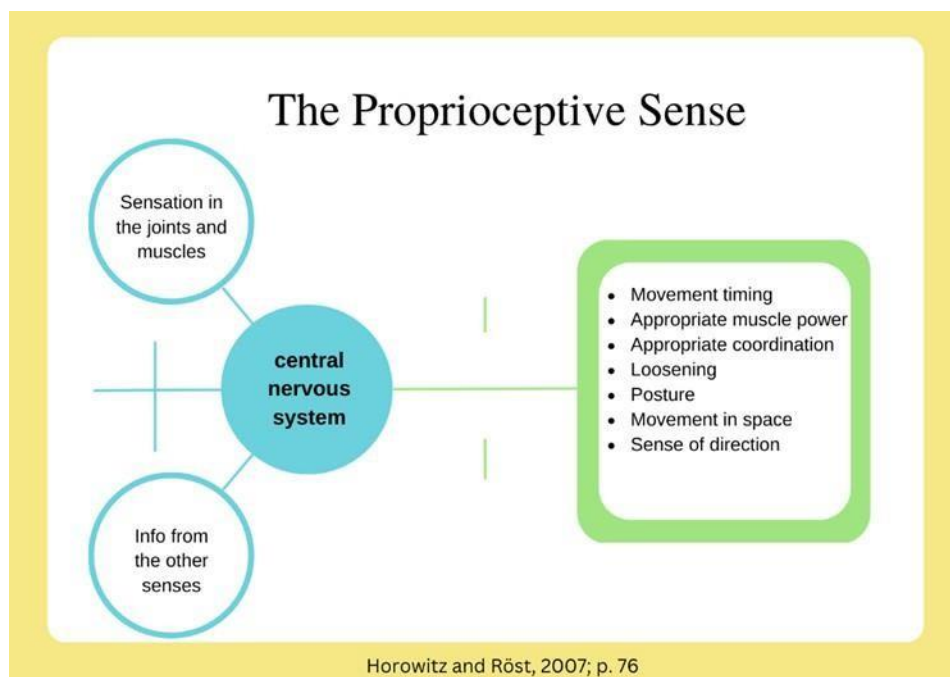 The Proprioceptive Sense
Sensation in
the joints and
muscles
central
nervous
system
Info from
the other
senses
• Movement timing
• Appropriate muscle power
• Appropriate coordination
• Loosening
• Posture
• Movement in space
• Sense of direction
Horowitz and Röst, 2007; p. 76